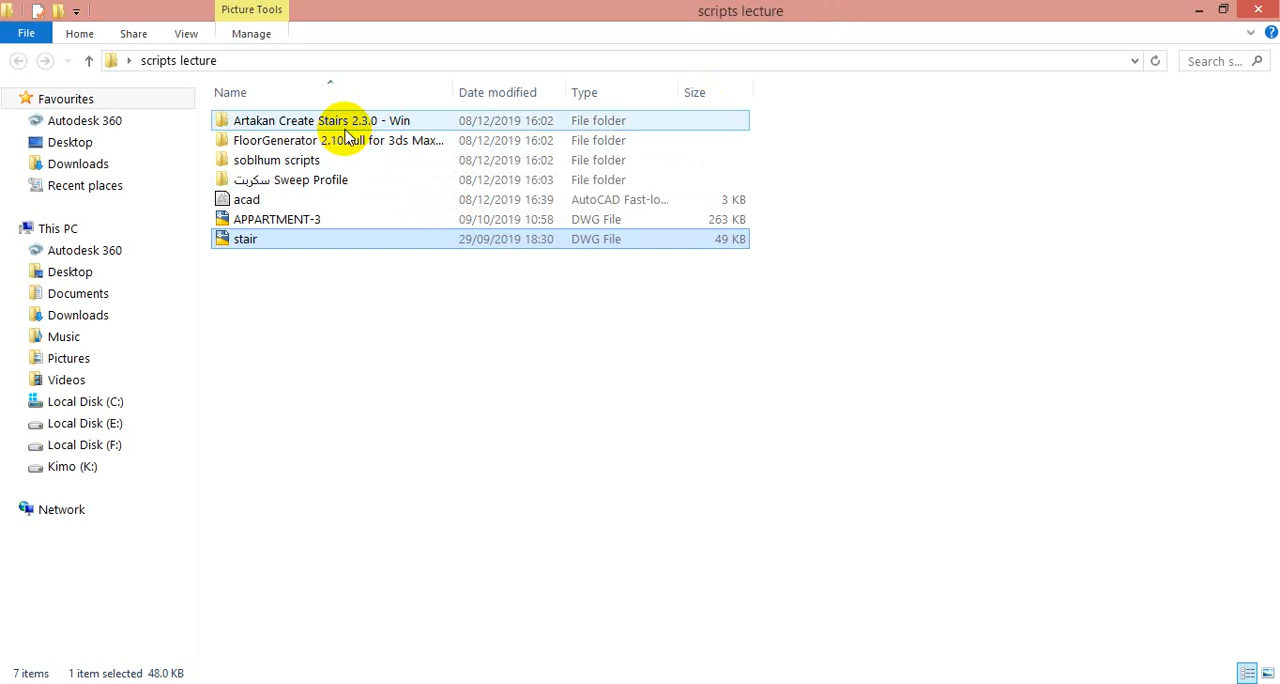 Picture Tools
scripts lecture
File
Home
Share
View
Manage
scripts lecture
Search s...
Name
Date modified
Type
Size
Favourites
Autodesk 360
Desktop
Downloads
Recent places
This PC
Autodesk 360
Desktop
Documents
Downloads
Music
Pictures
Videos
Local Disk (C:)
Local Disk (E:)
Local Disk (F:)
Kimo (K:)
Network
Artakan Create Stairs 2.3.0 - Win 08/12/2019 16:02 File folder
FloorGenerator 2.10 for 3ds Max... 08/12/2019 16:02 File folder
soblhum scripts 08/12/2019 16:02 File folder
سكربت Sweep Profile 08/12/2019 16:03 File folder
acad 08/12/2019 16:39 AutoCAD Fast-lo... 3 KB
APPARTMENT-3 09/10/2019 10:58 DWG File 263 KB
stair 29/09/2019 18:30 DWG File 49 KB
7 items 1 item selected 48.0 KB